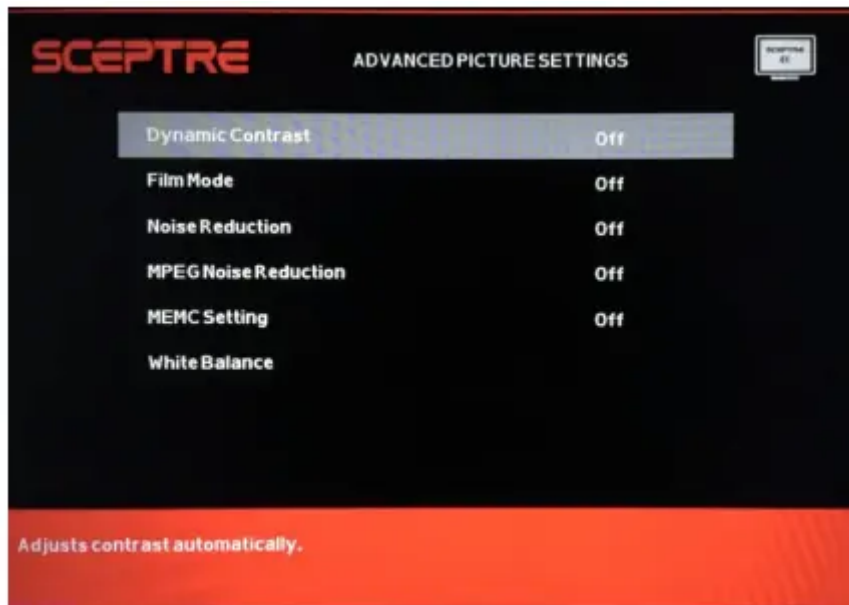 SCEPTRE
ADVANCED PICTURE SETTINGS
Dynamic Contrast Off
Film Mode Off
Noise Reduction Off
MPEG Noise Reduction Off
MEMC Setting Off
White Balance
Adjusts contrast automatically.